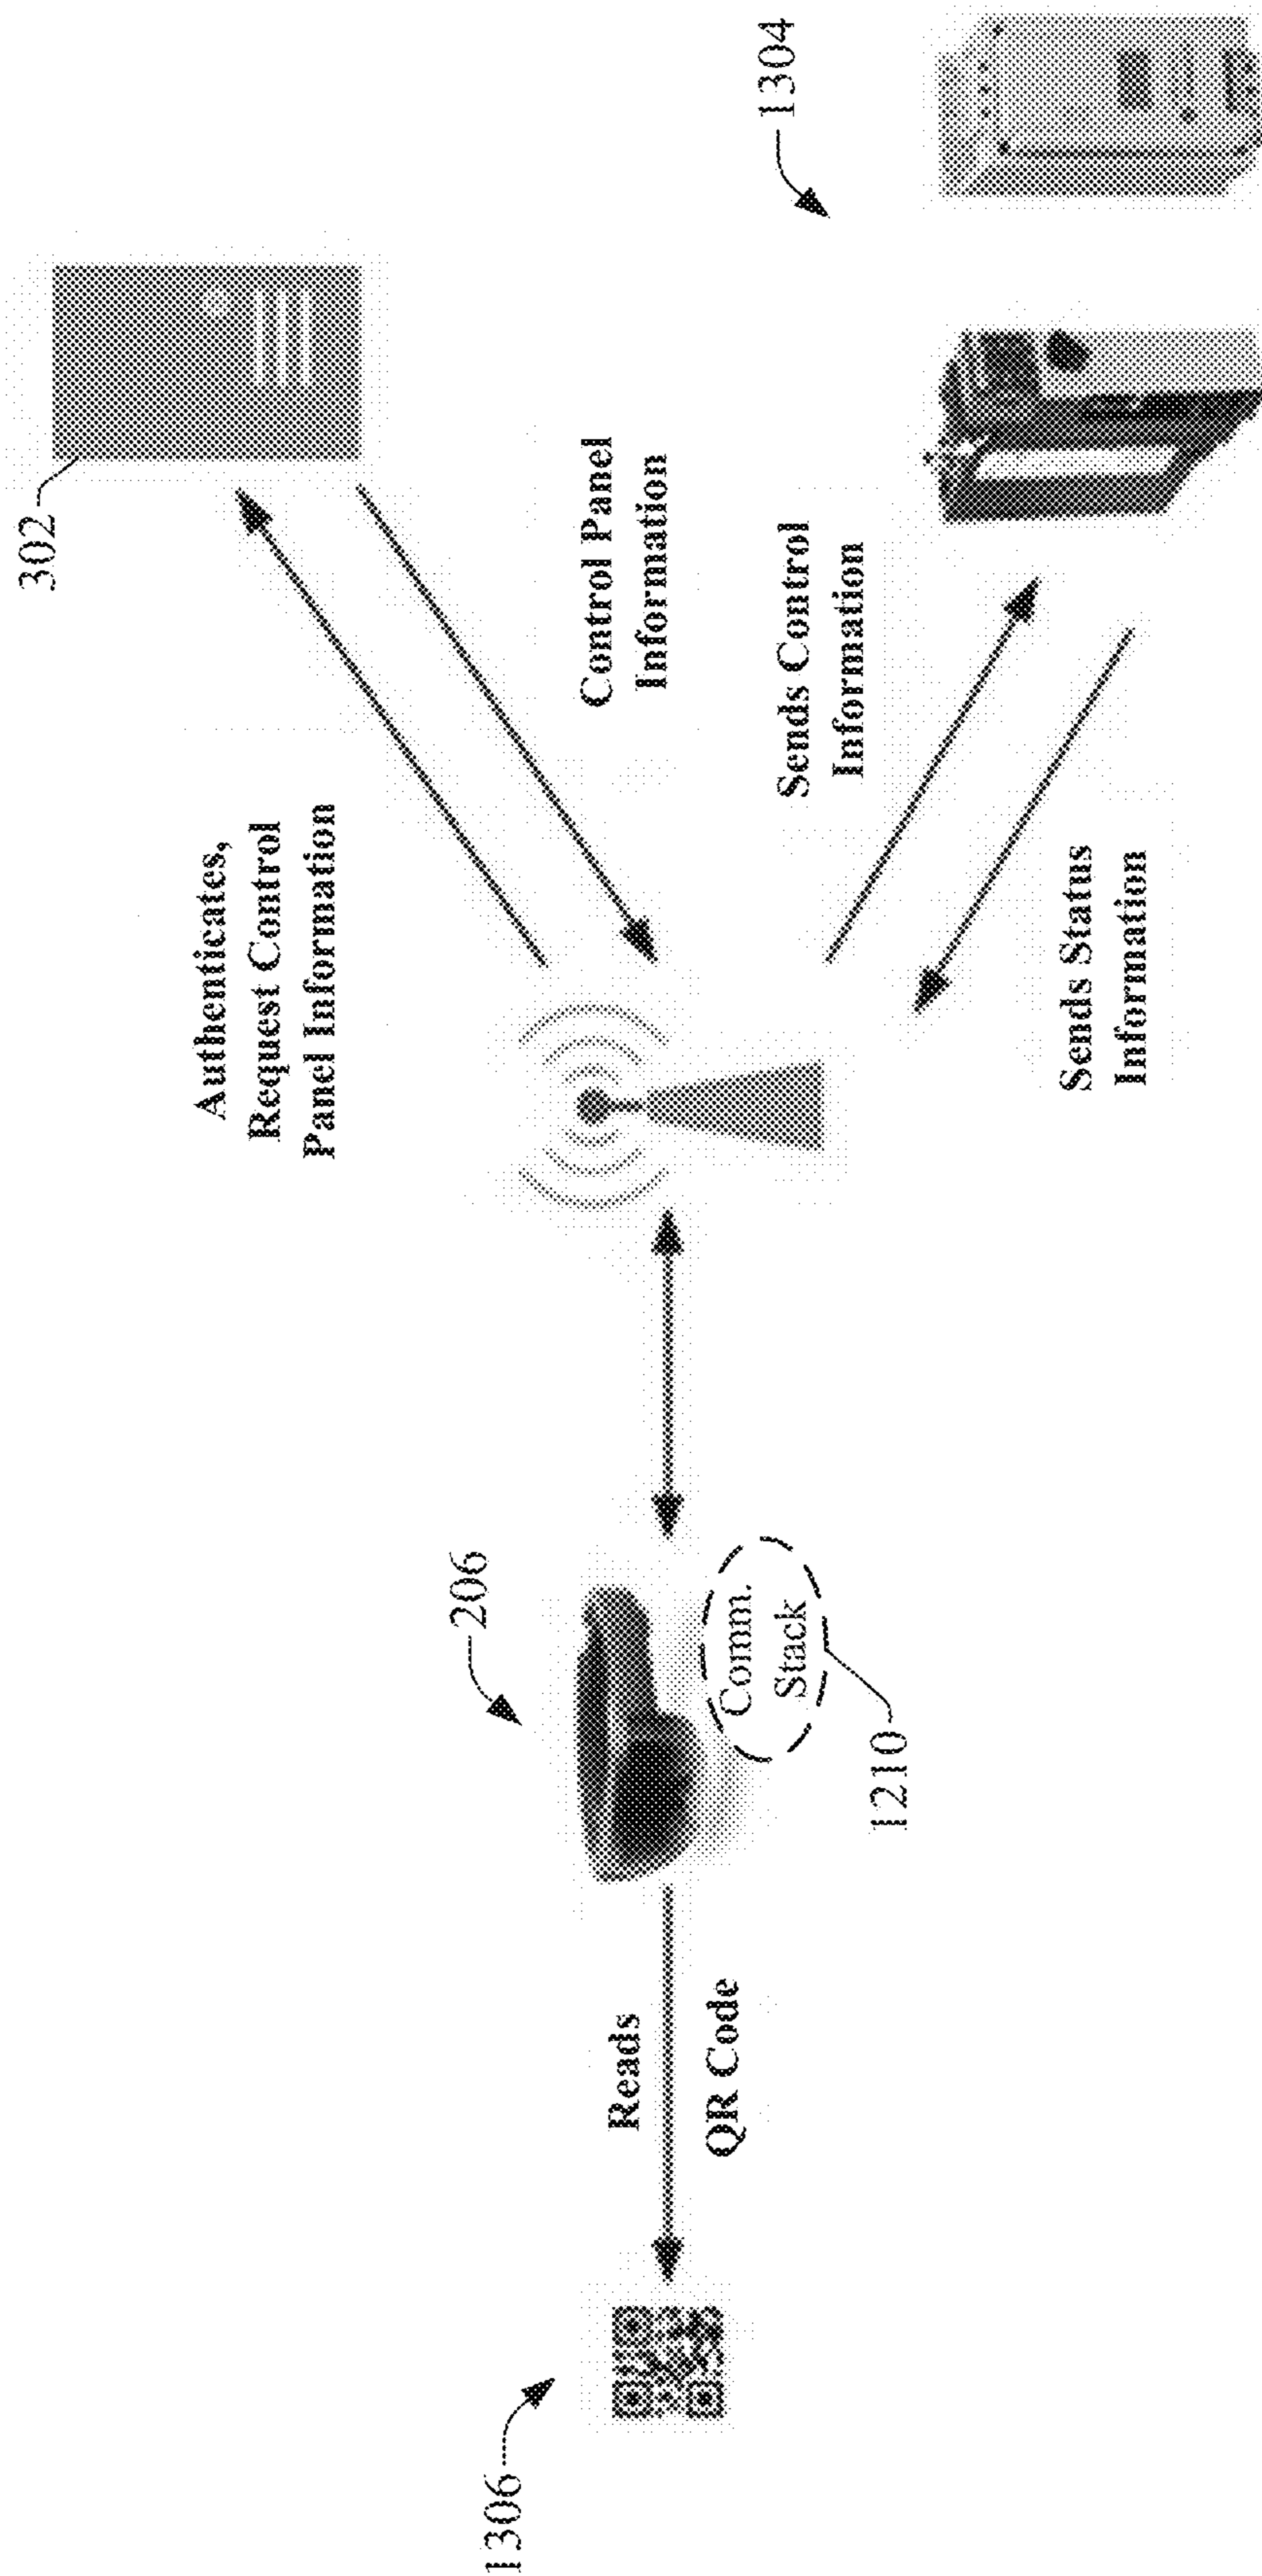 1306
Reads
QR Code
206
Comm.
Stack
1210
Authenticates,
Request Control
Panel Information
302
Control Panel
Information
Sends Control
Information
Sends Status
Information
1304